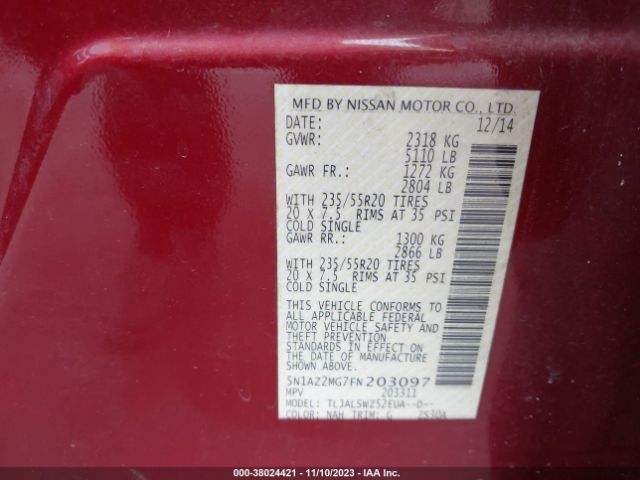 MFD BY NISSAN MOTOR CO., LTD.
DATE: 12/14
GVWR: 2318 KG
5110 LB
GAWR FR.: 1272 KG
2804 LB
WITH 235/55R20 TIRES
20 X 7.5 RIMS AT 35 PSI
COLD SINGLE
GAWR RR.: 1300 KG
2866 LB
WITH 235/55R20 TIRES
20 X 7.5 RIMS AT 35 PSI
COLD SINGLE
THIS VEHICLE CONFORMS TO
ALL APPLICABLE FEDERAL
MOTOR VEHICLE SAFETY AND
THEFT PREVENTION
STANDARDS IN EFFECT ON
THE DATE OF MANUFACTURE
SHOWN ABOVE.
5N1AZ2MG7FN203097
MPV 203311
MODEL: TLJALSWZ52EUA--D--
COLOR: NAH TRIM: G 2S30A
000-38024421 - 11/10/2023 - IAA Inc.